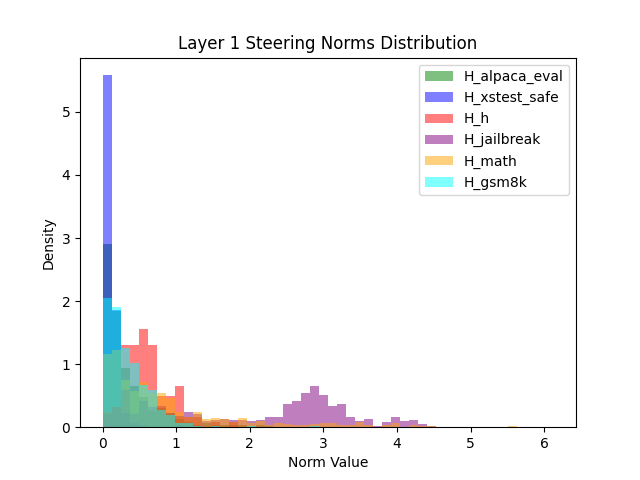 Layer 1 Steering Norms Distribution
H_alpaca_eval
H_xstest_safe
H_h
H_jailbreak
H_math
H_gsm8k
Density
5
4
3
2
1
0
0 1 2 3 4 5 6
Norm Value